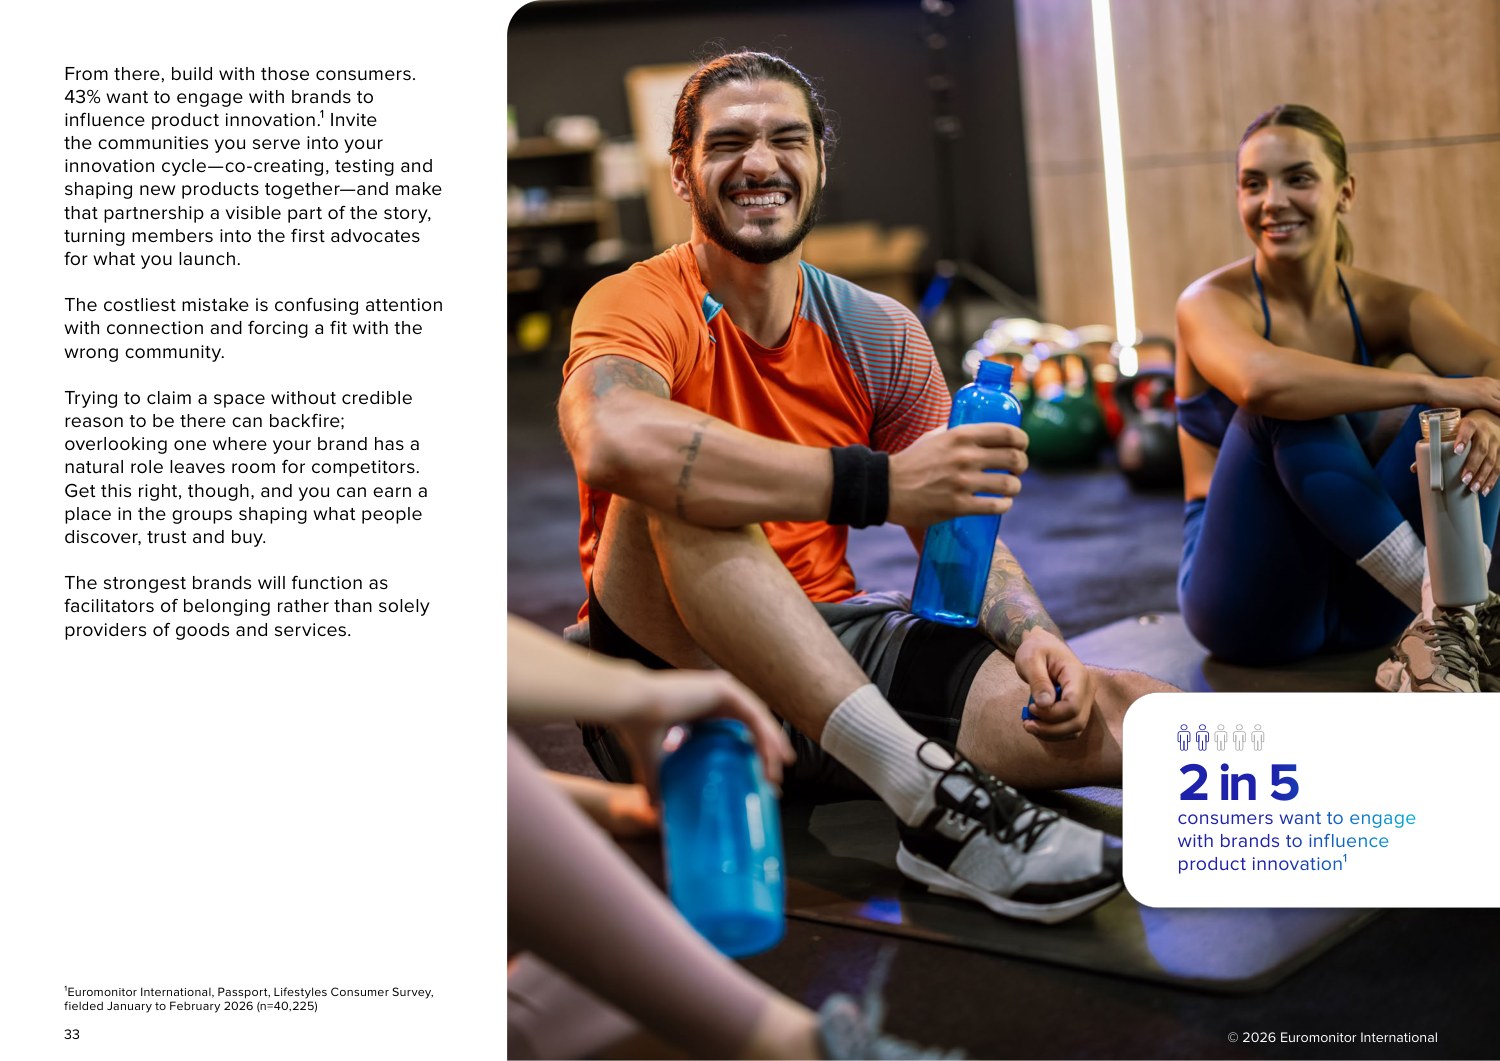 From there, build with those consumers.
43% want to engage with brands to
influence product innovation.¹ Invite
the communities you serve into your
innovation cycle—co-creating, testing and
shaping new products together—and make
that partnership a visible part of the story,
turning members into the first advocates
for what you launch.
The costliest mistake is confusing attention
with connection and forcing a fit with the
wrong community.
Trying to claim a space without credible
reason to be there can backfire;
overlooking one where your brand has a
natural role leaves room for competitors.
Get this right, though, and you can earn a
place in the groups shaping what people
discover, trust and buy.
The strongest brands will function as
facilitators of belonging rather than solely
providers of goods and services.
2 in 5
consumers want to engage
with brands to influence
product innovation¹
¹Euromonitor International, Passport, Lifestyles Consumer Survey,
fielded January to February 2026 (n=40,225)
33
© 2026 Euromonitor International